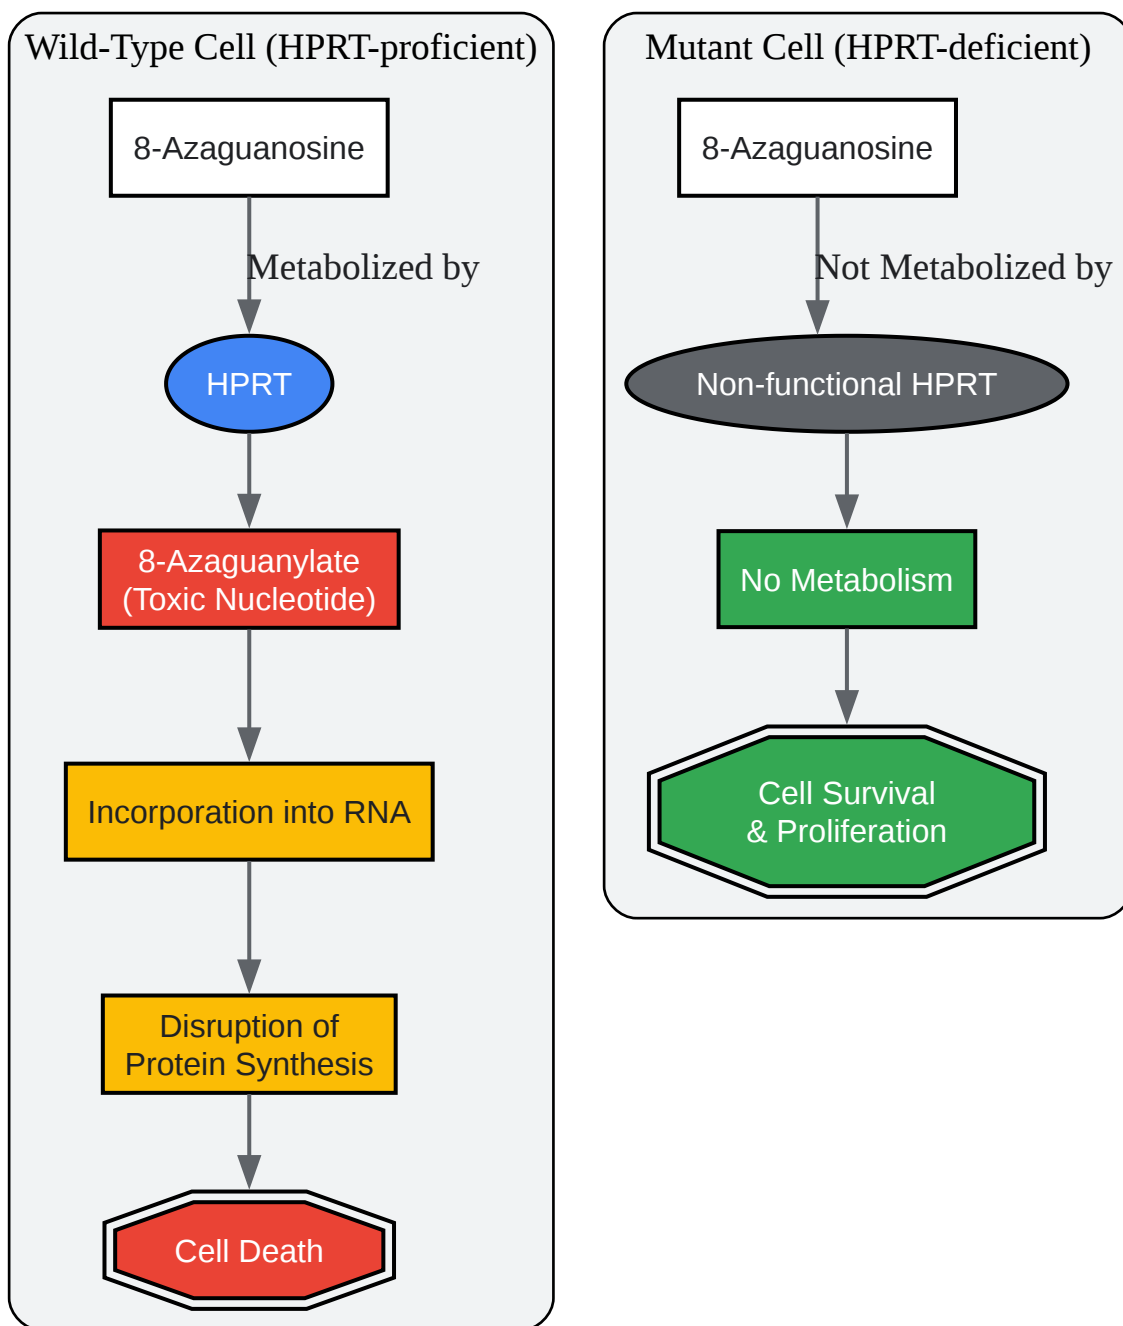 Wild-Type Cell (HPRT-proficient)
8-Azaguanosine
Metabolized by
HPRT
8-Azaguanylate
(Toxic Nucleotide)
Incorporation into RNA
Disruption of
Protein Synthesis
Cell Death
Mutant Cell (HPRT-deficient)
8-Azaguanosine
Not Metabolized by
Non-functional HPRT
No Metabolism
Cell Survival
& Proliferation